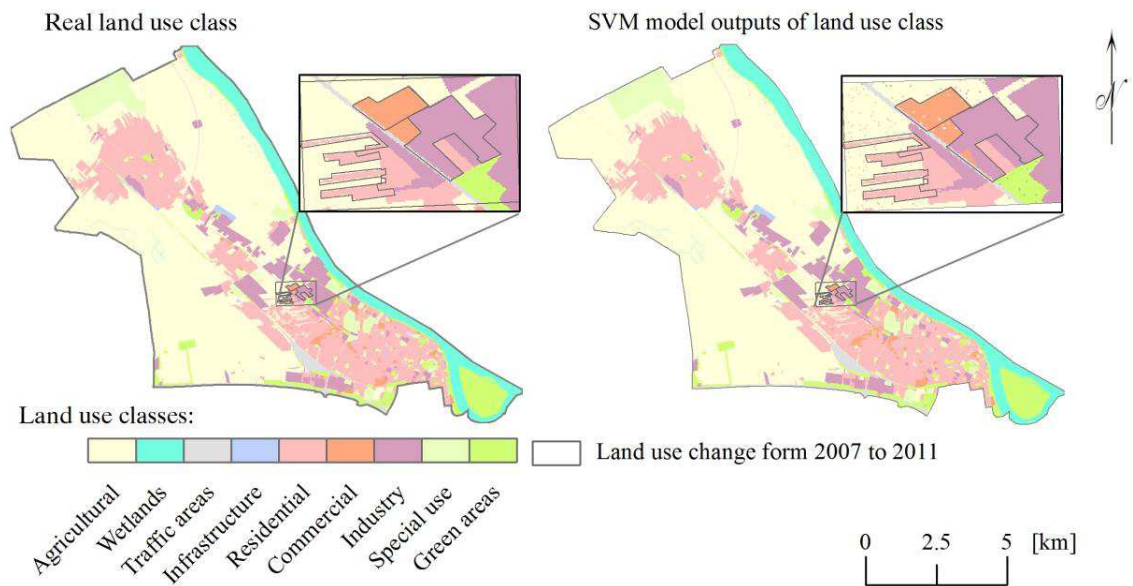 Real land use class
SVM model outputs of land use class
N
Land use classes:
Land use change form 2007 to 2011
Agricultural
Wetlands
Traffic areas
Infrastructure
Residential
Commercial
Industry
Special use
Green areas
0 2.5 5 [km]